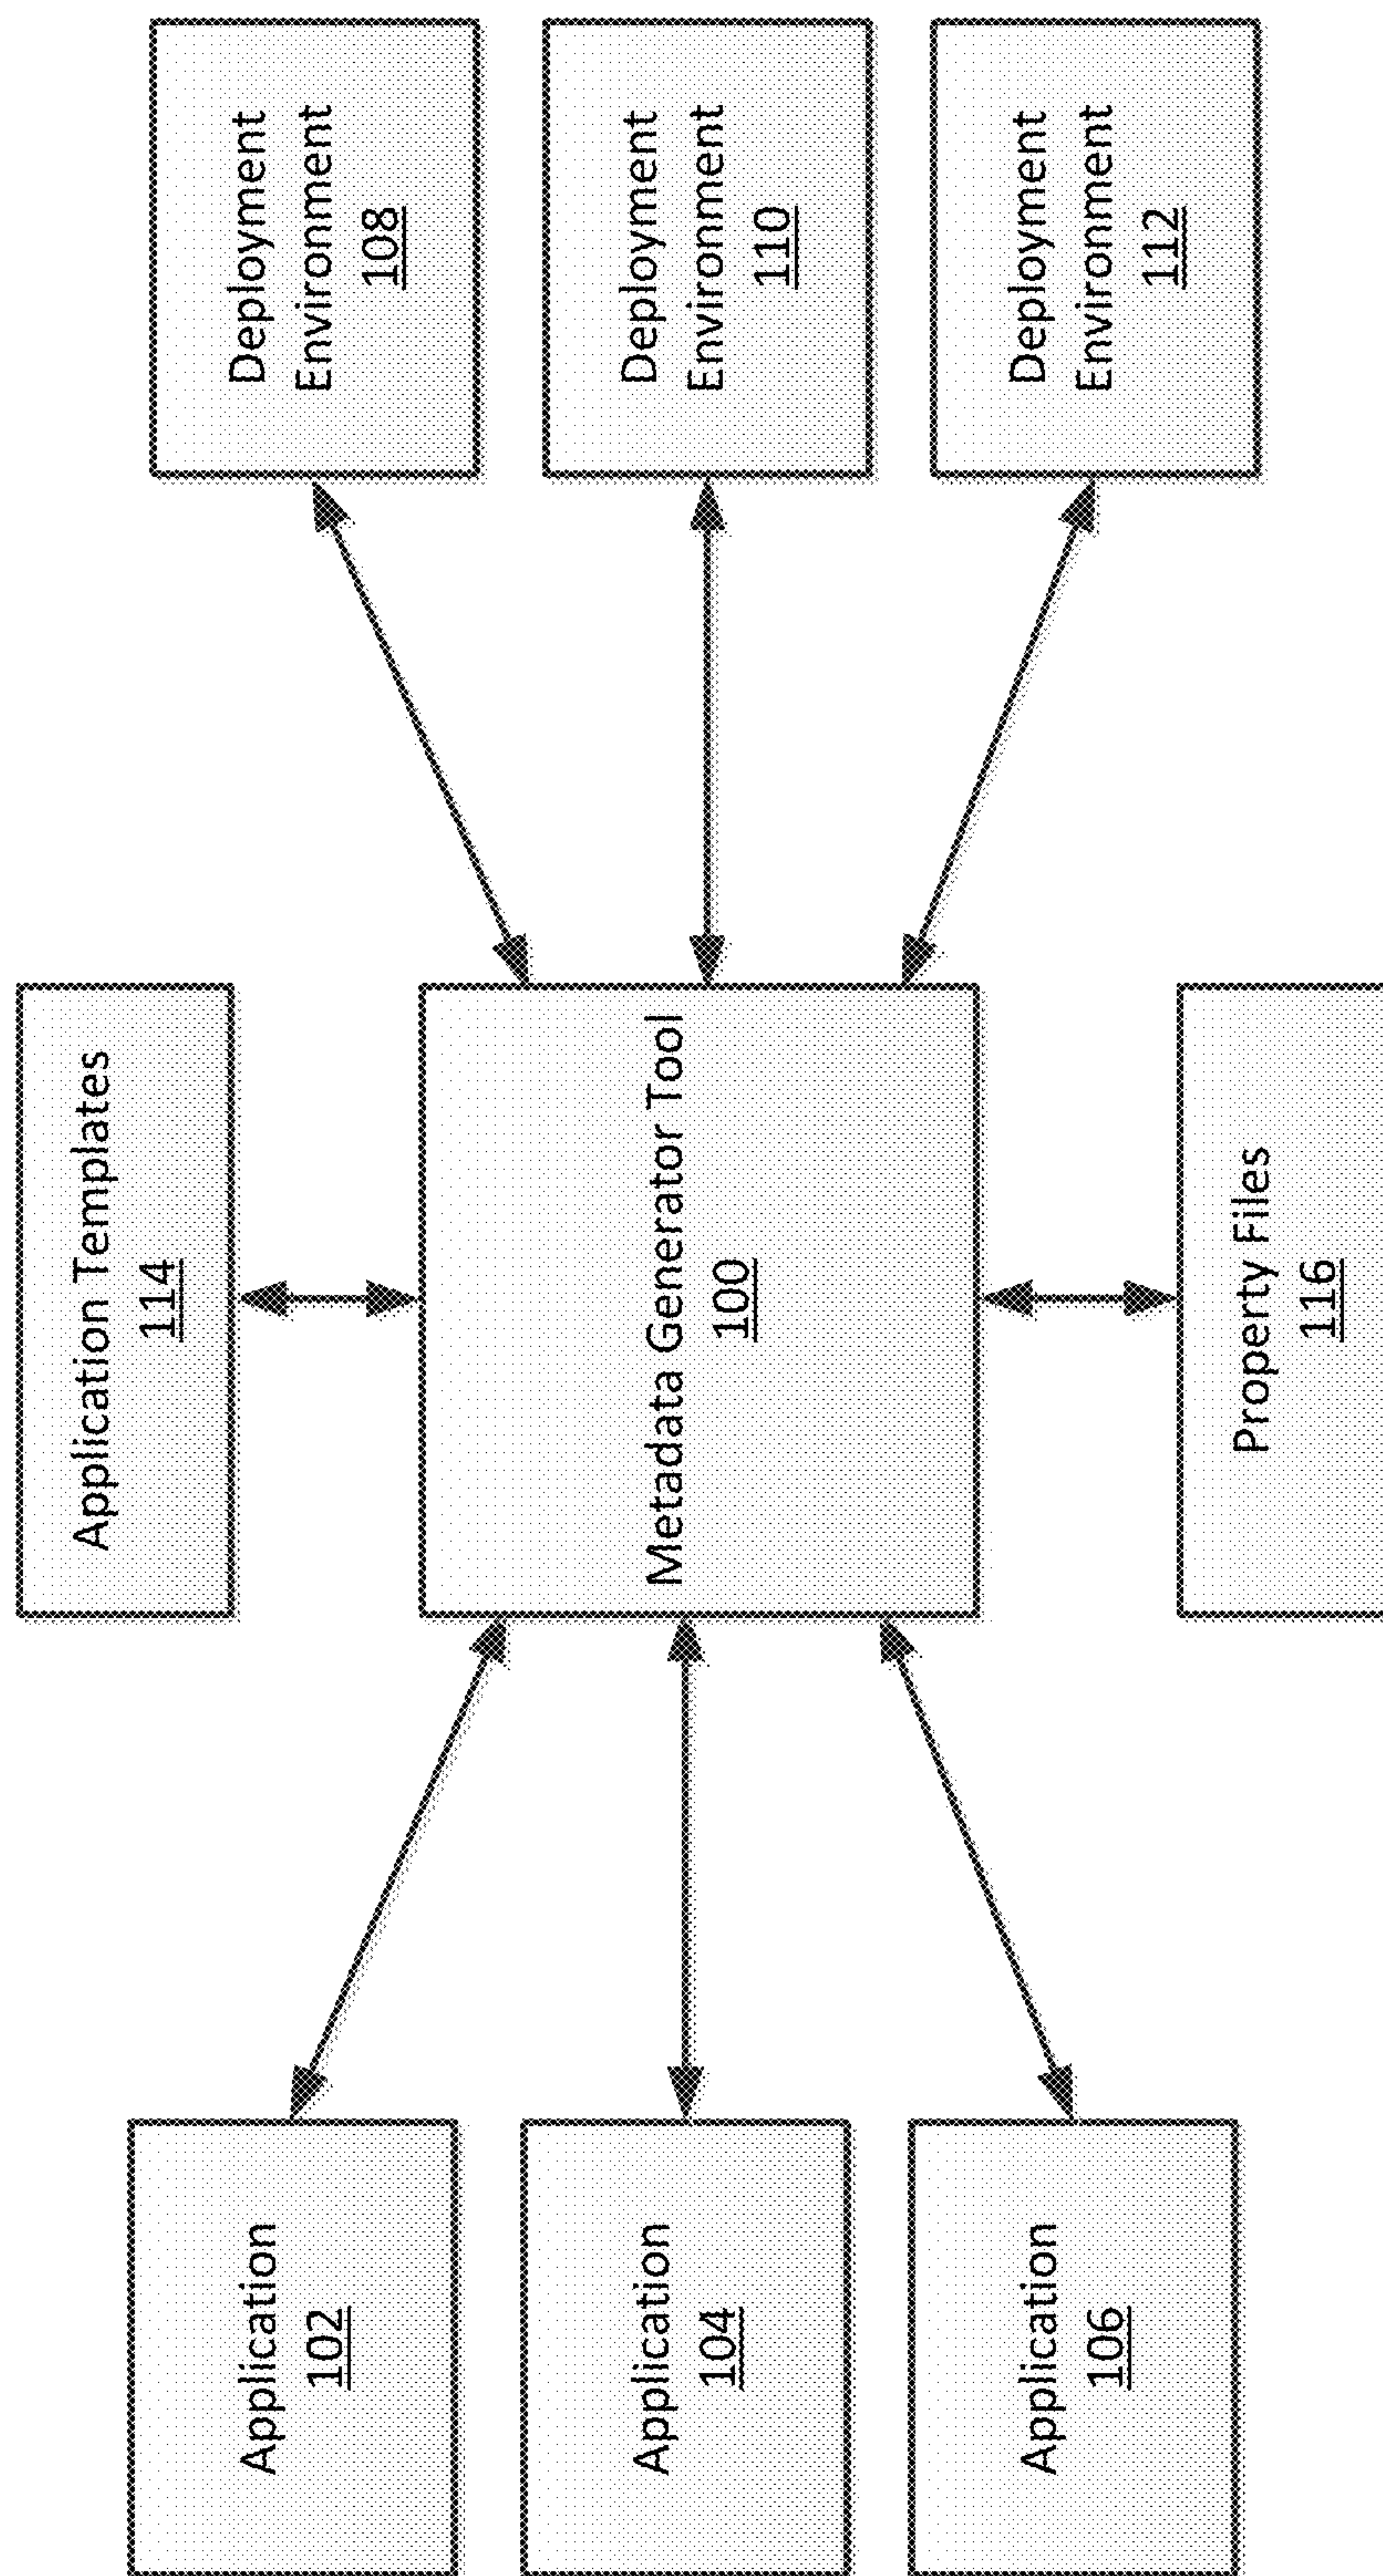 Application Templates
114
Application
102
Application
104
Application
106
Metadata Generator Tool
100
Deployment
Environment
108
Deployment
Environment
110
Deployment
Environment
112
Property Files
116